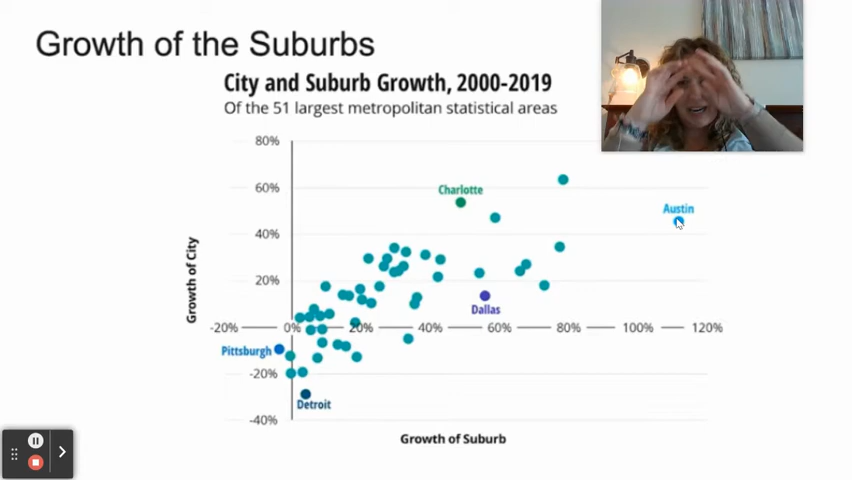 Growth of the Suburbs
City and Suburb Growth, 2000-2019
Of the 51 largest metropolitan statistical areas
80%
60%
40%
20%
-20%
0%
20%
40%
60%
80%
100%
120%
-20%
-40%
Charlotte
Austin
Dallas
Pittsburgh
Detroit
Growth of City
Growth of Suburb